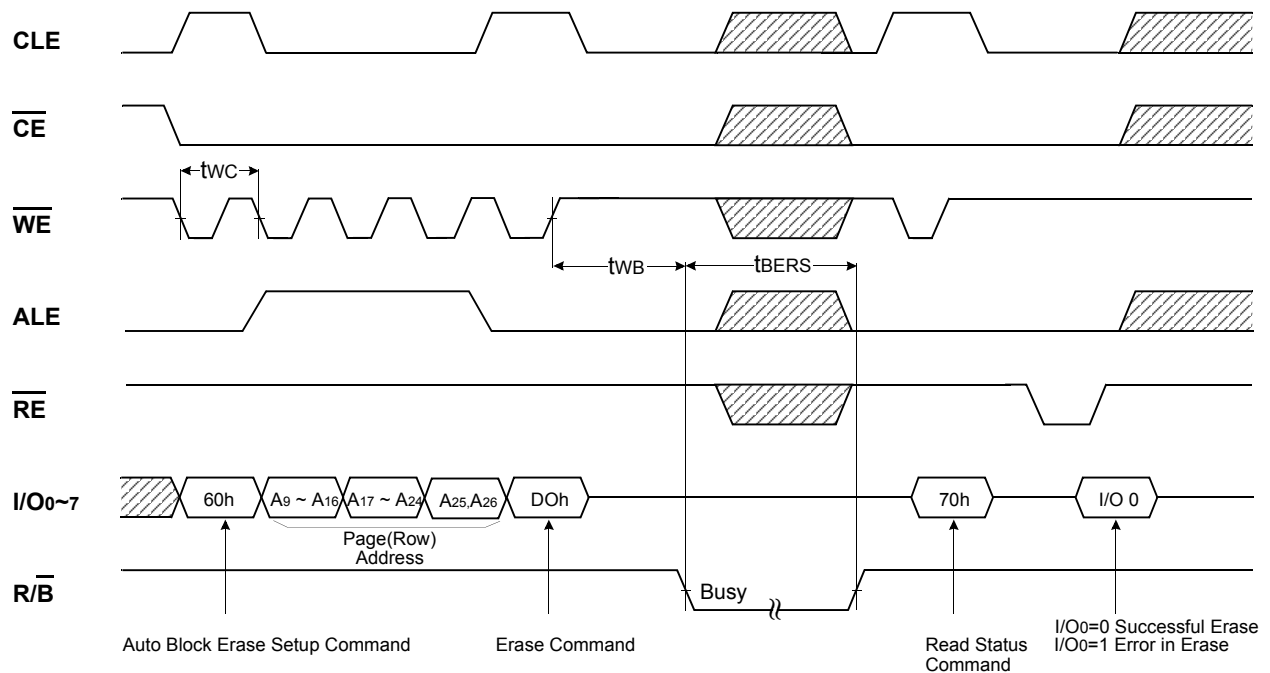 CLE
CE
tWC
WE
tWB
tBERS
ALE
RE
I/O0~7
60h
A9 ~ A16
A17 ~ A24
A25,A26
DOh
70h
I/O 0
Page(Row)
Address
R/B
Busy
Auto Block Erase Setup Command
Erase Command
Read Status
Command
I/O0=0 Successful Erase
I/O0=1 Error in Erase